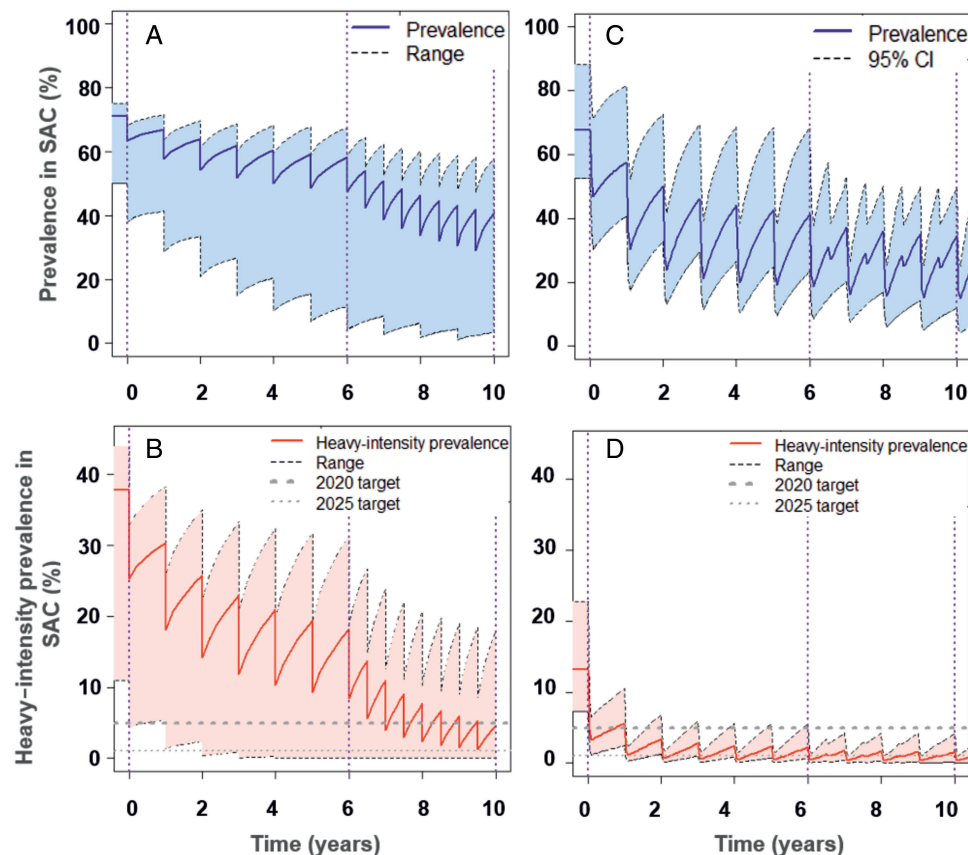 A
Prevalence
Range
Prevalence in SAC (%)
100
80
60
40
20
0
0 2 4 6 8 10
C
Prevalence
95% CI
100
80
60
40
20
0
0 2 4 6 8 10
B
Heavy-intensity prevalence
Range
2020 target
2025 target
Heavy-intensity prevalence in
SAC (%)
40
30
20
10
0
0 2 4 6 8 10
Time (years)
D
Heavy-intensity prevalence
Range
2020 target
2025 target
40
30
20
10
0
0 2 4 6 8 10
Time (years)